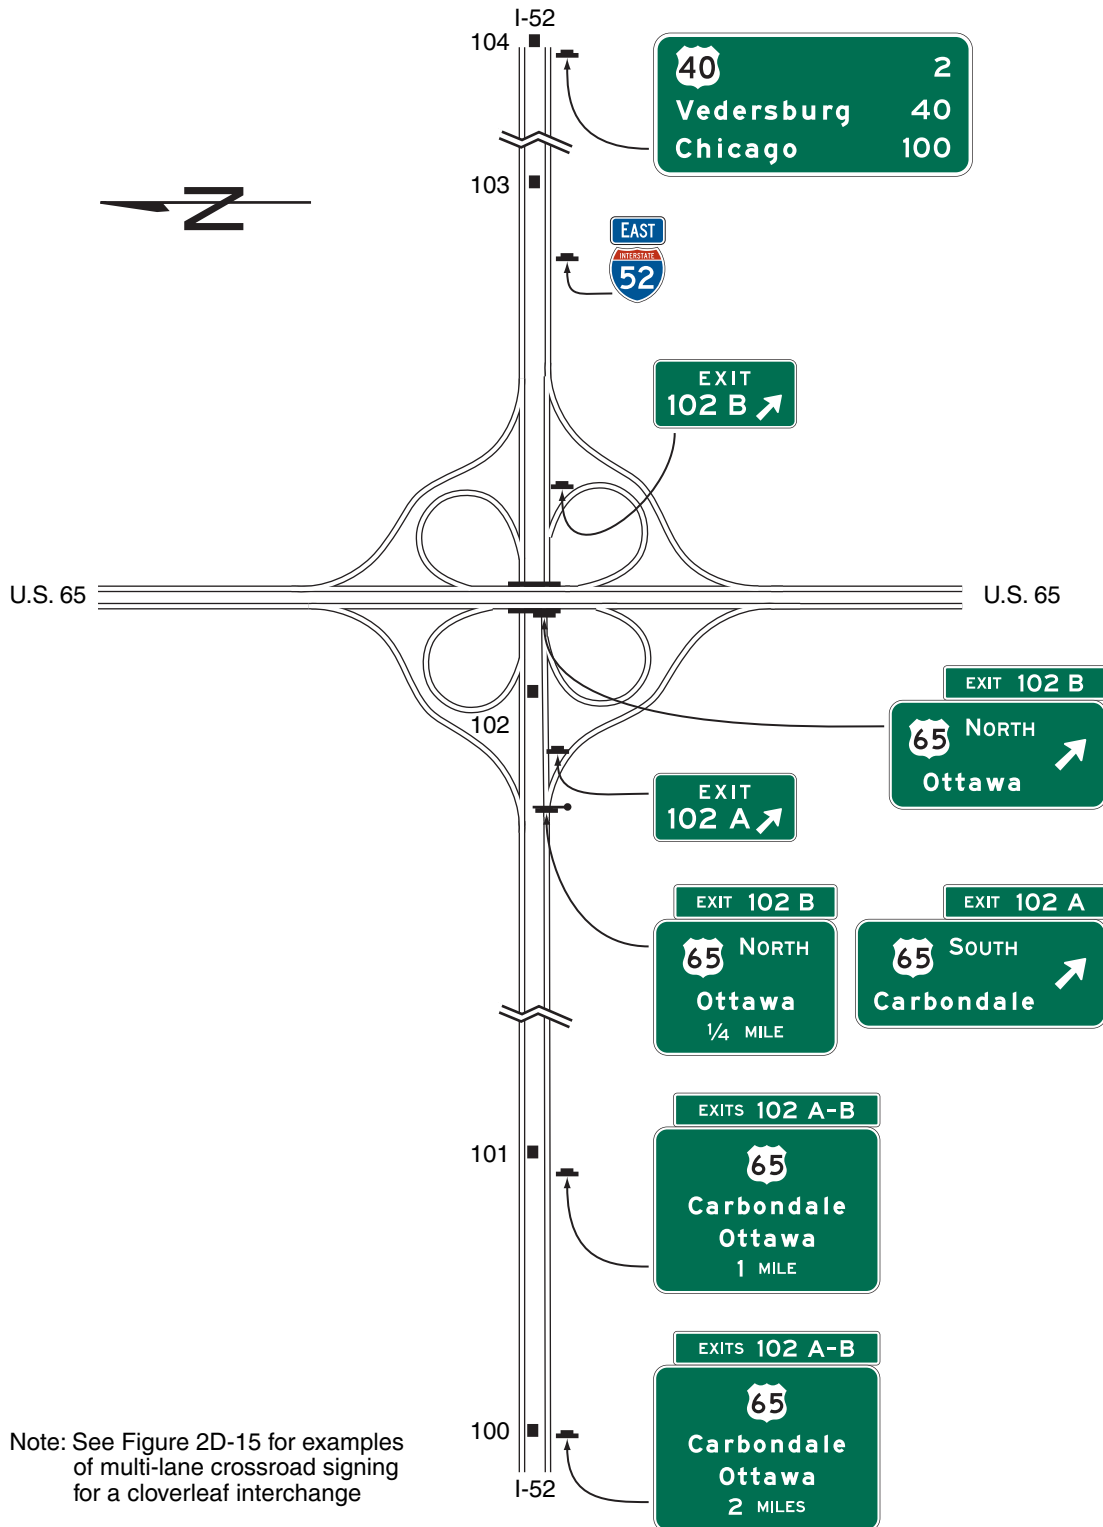 I-52
104
40 2
Vedersburg 40
Chicago 100
103
N
EAST
INTERSTATE
52
EXIT
102 B
U.S. 65
U.S. 65
EXIT 102 B
65 NORTH
Ottawa
102
EXIT
102 A
EXIT 102 B
65 NORTH
Ottawa
1/4 MILE
EXIT 102 A
65 SOUTH
Carbondale
101
EXITS 102 A-B
65
Carbondale
Ottawa
1 MILE
100
EXITS 102 A-B
65
Carbondale
Ottawa
2 MILES
I-52
Note: See Figure 2D-15 for examples
of multi-lane crossroad signing
for a cloverleaf interchange